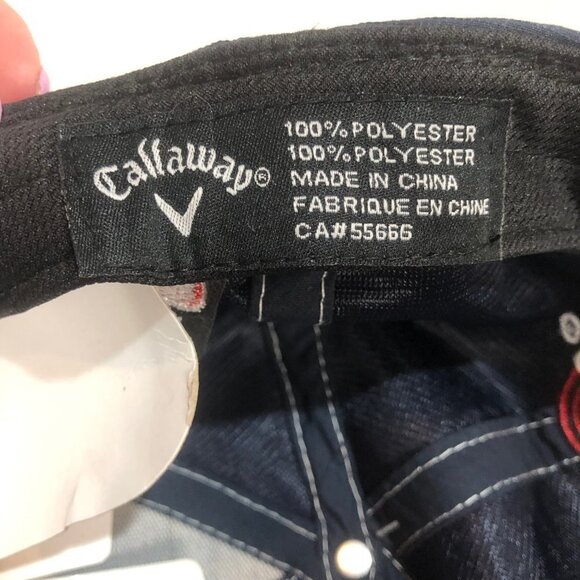 Callaway®
100% POLYESTER
100% POLYESTER
MADE IN CHINA
FABRIQUE EN CHINE
CA#55666